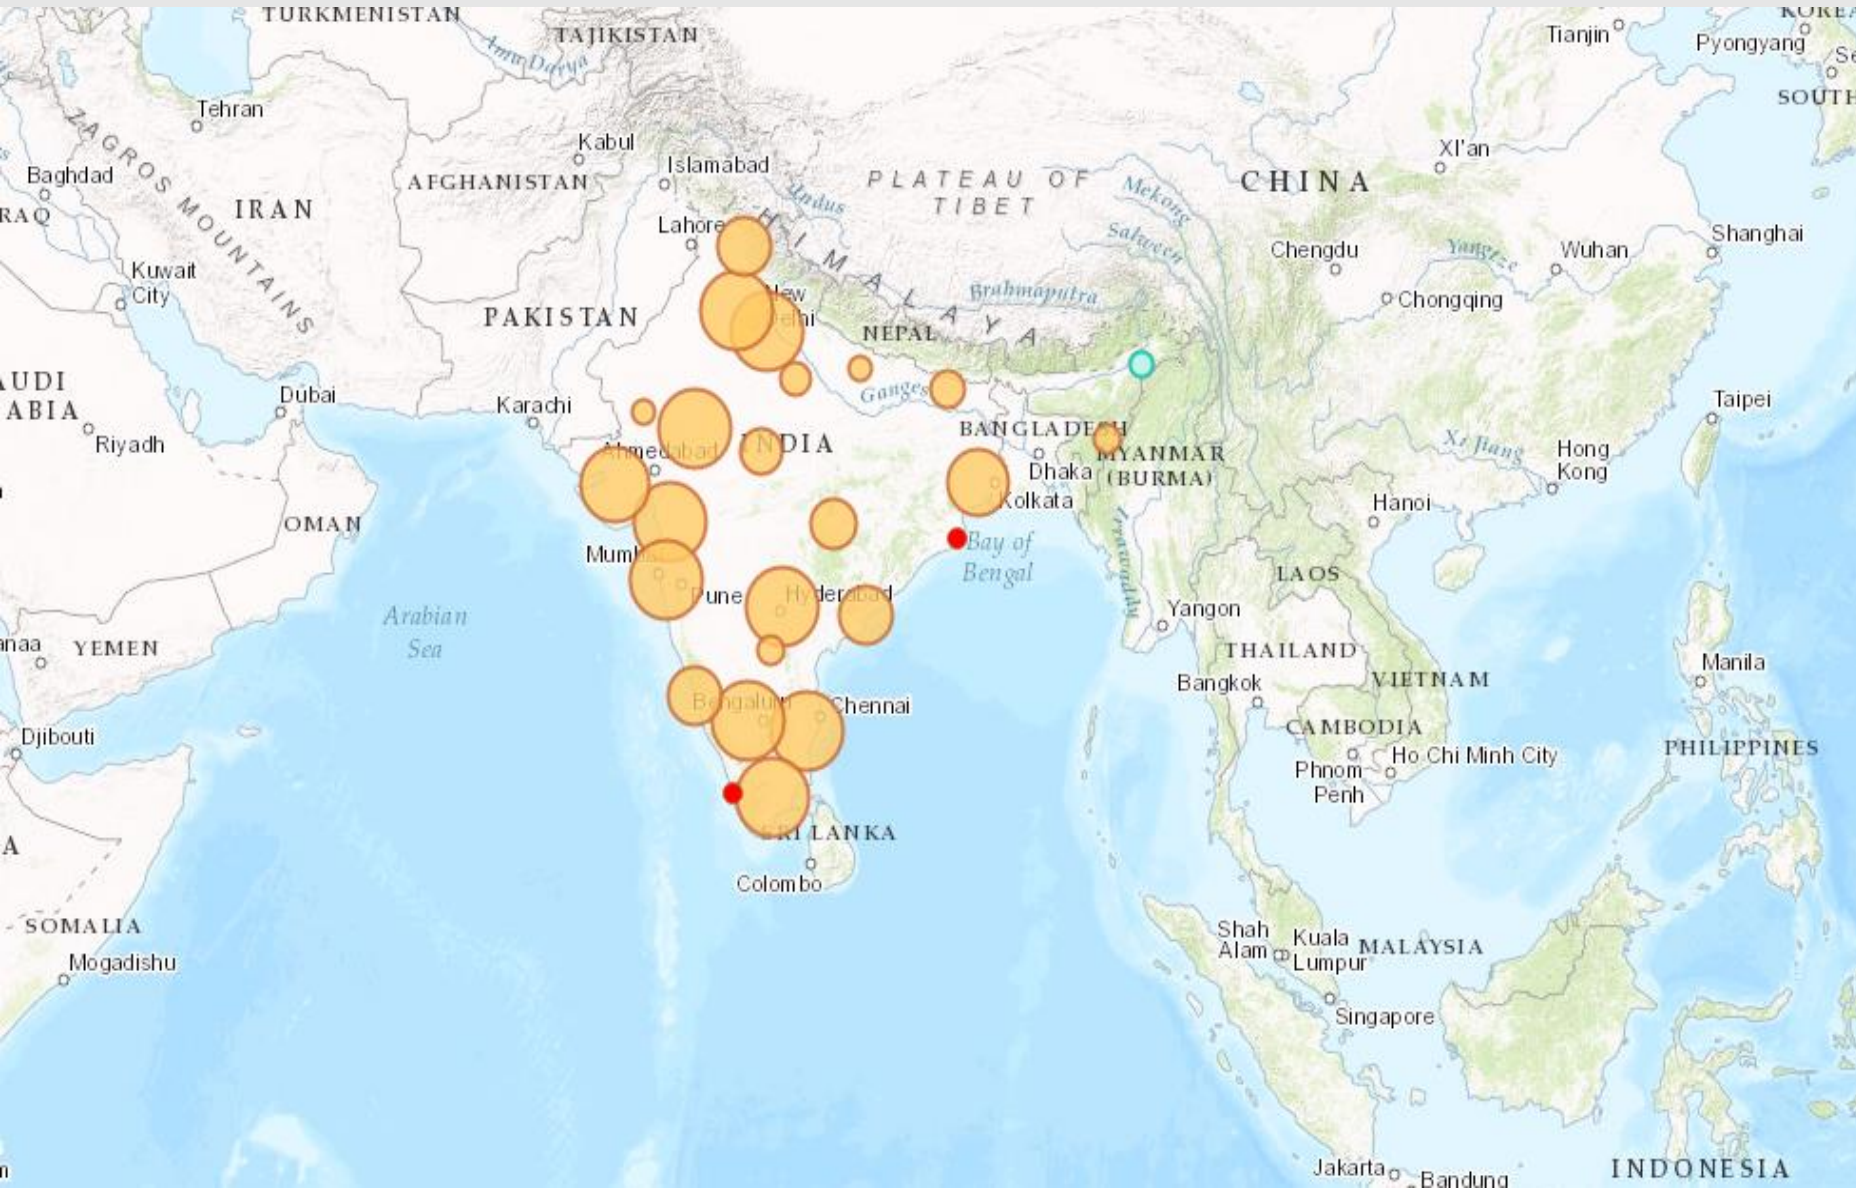 TURKMENISTAN
TAJIKISTAN
Amu Darya
Tianjin
Pyongyang
SOUTH
Tehran
ZAGROS MOUNTAINS
Kabul
Islamabad
AFGHANISTAN
Baghdad
IRAN
Lahore
Indus
HIMALAYA
PLATEAU OF
TIBET
Mekong
Salween
CHINA
XI'an
Chengdu
Yangtze
Wuhan
Shanghai
Chongqing
Kuwait
City
PAKISTAN
New
Delhi
NEPAL
Brahmaputra
Ganges
Dubai
Karachi
Riyadh
Ahmedabad
INDIA
BANGLADESH
MYANMAR
(BURMA)
Dhaka
Kolkata
Xi Jiang
Hong
Kong
Taipei
Hanoi
OMAN
Mumbai
Pune
Hyderabad
Bay of
Bengal
Irrawaddy
LAOS
Yangon
Arabian
Sea
YEMEN
THAILAND
Bangkok
VIETNAM
Manila
Bengaluru
Chennai
CAMBODIA
Djibouti
Phnom
Penh
Ho Chi Minh City
PHILIPPINES
SRI LANKA
Colombo
SOMALIA
Mogadishu
Shah
Alam
Kuala
Lumpur
MALAYSIA
Singapore
Jakarta
Bandung
INDONESIA